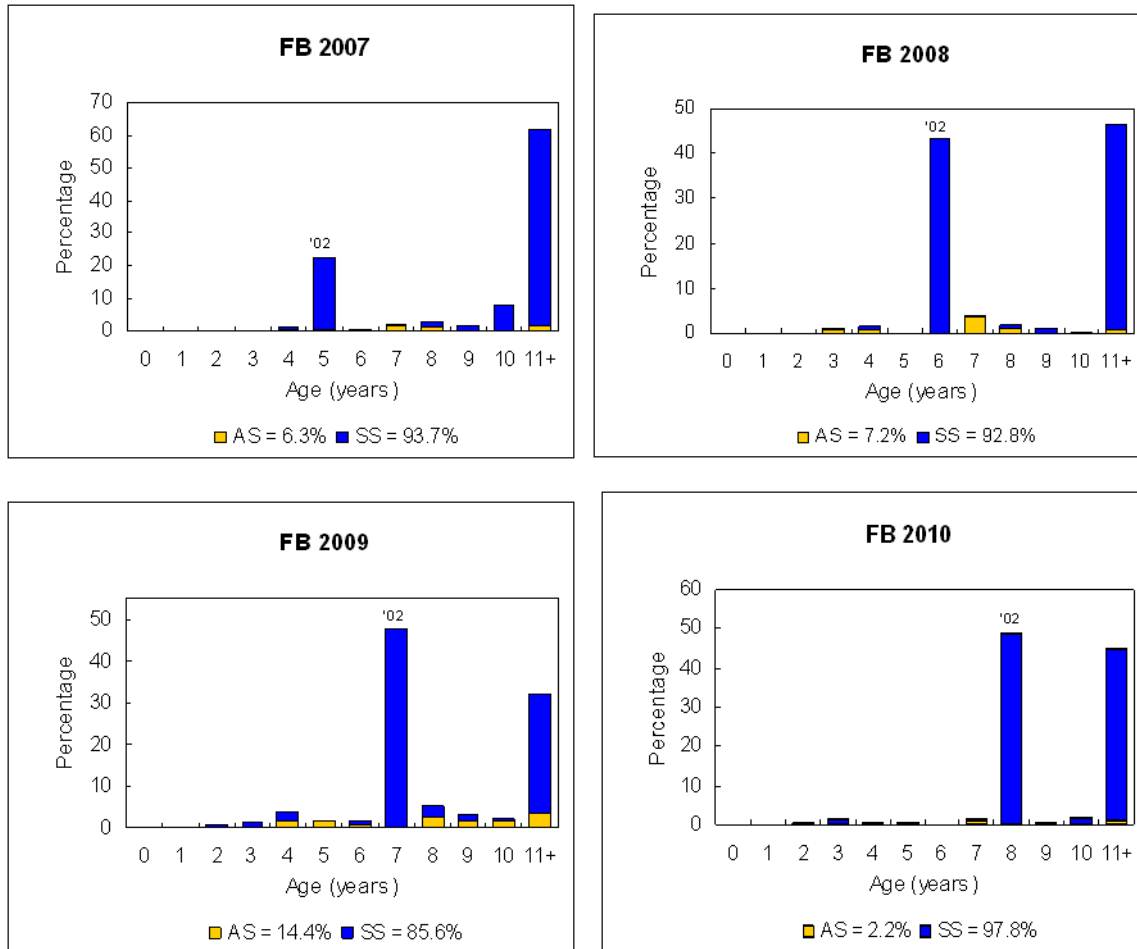 FB 2007
70
60
50
40
30
20
10
0
Percentage
'02
0 1 2 3 4 5 6 7 8 9 10 11+
Age (years)
AS = 6.3% SS = 93.7%
FB 2008
50
40
30
20
10
0
Percentage
'02
0 1 2 3 4 5 6 7 8 9 10 11+
Age (years)
AS = 7.2% SS = 92.8%
FB 2009
50
40
30
20
10
0
Percentage
'02
0 1 2 3 4 5 6 7 8 9 10 11+
Age (years)
AS = 14.4% SS = 85.6%
FB 2010
60
50
40
30
20
10
0
Percentage
'02
0 1 2 3 4 5 6 7 8 9 10 11+
Age (years)
AS = 2.2% SS = 97.8%